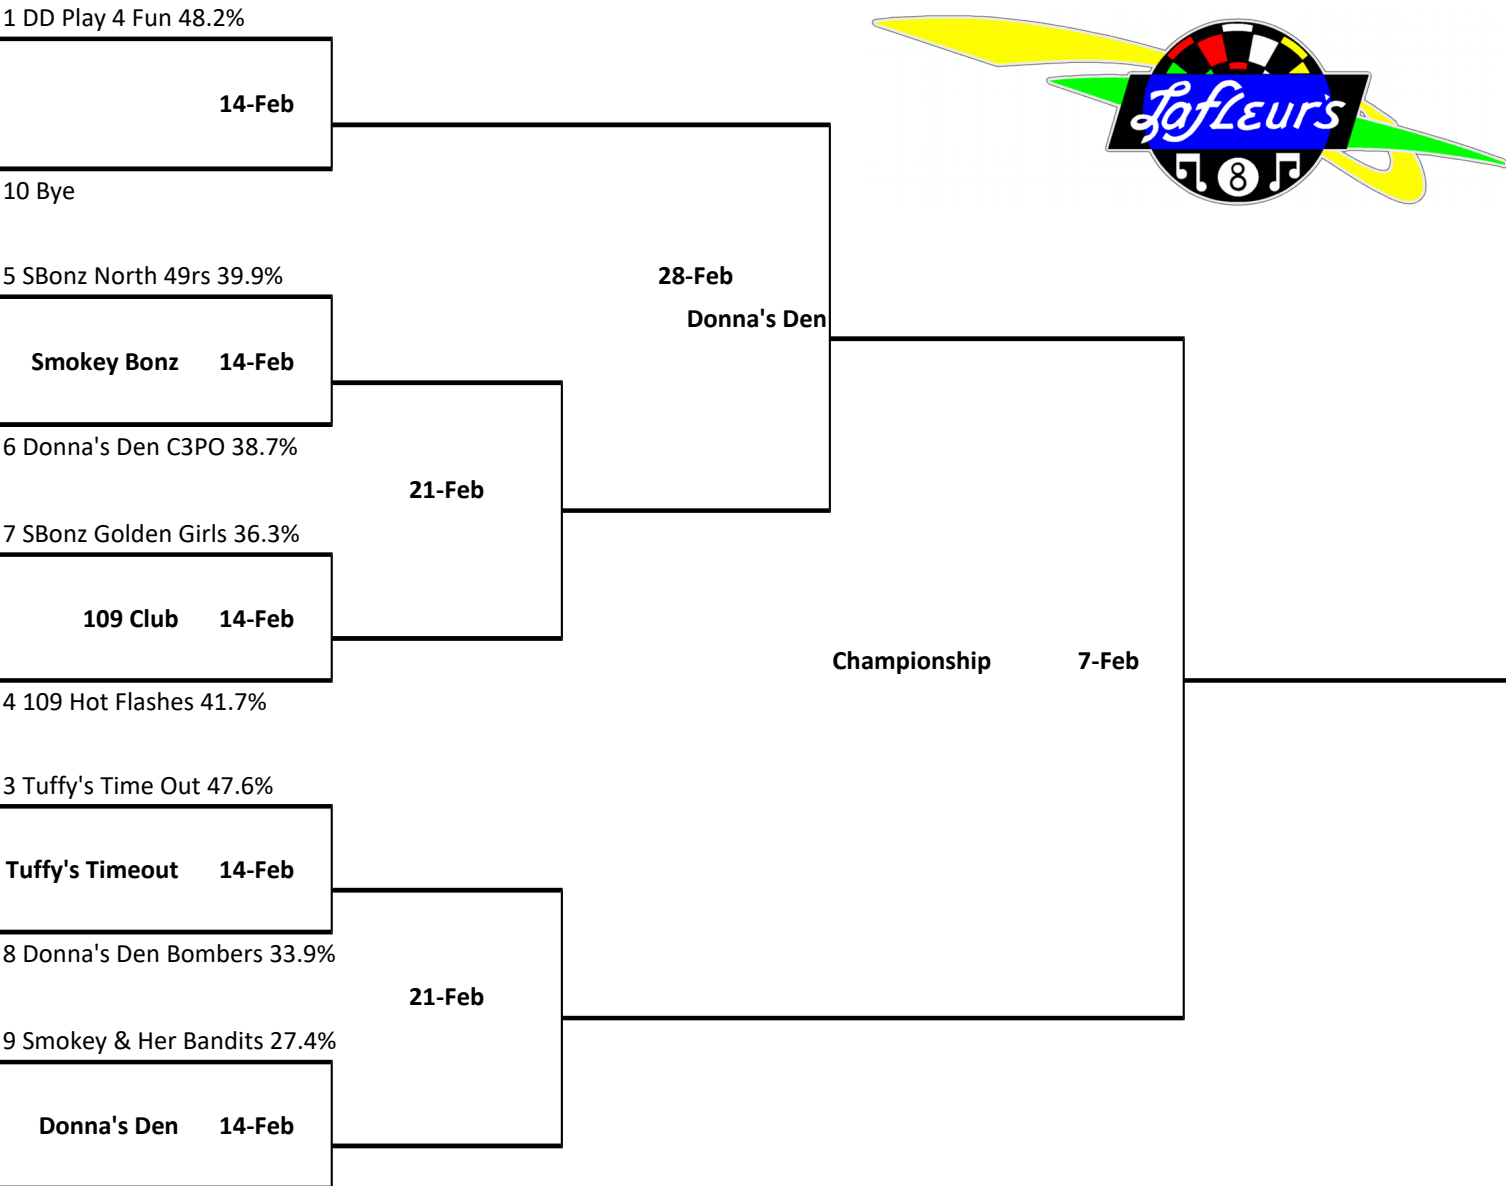 1 DD Play 4 Fun 48.2%
14-Feb
10 Bye
LafLeur's
8
5 SBonz North 49rs 39.9%
28-Feb
Donna's Den
Smokey Bonz 14-Feb
6 Donna's Den C3PO 38.7%
21-Feb
7 SBonz Golden Girls 36.3%
109 Club 14-Feb
Championship 7-Feb
4 109 Hot Flashes 41.7%
3 Tuffy's Time Out 47.6%
Tuffy's Timeout 14-Feb
8 Donna's Den Bombers 33.9%
21-Feb
9 Smokey & Her Bandits 27.4%
Donna's Den 14-Feb